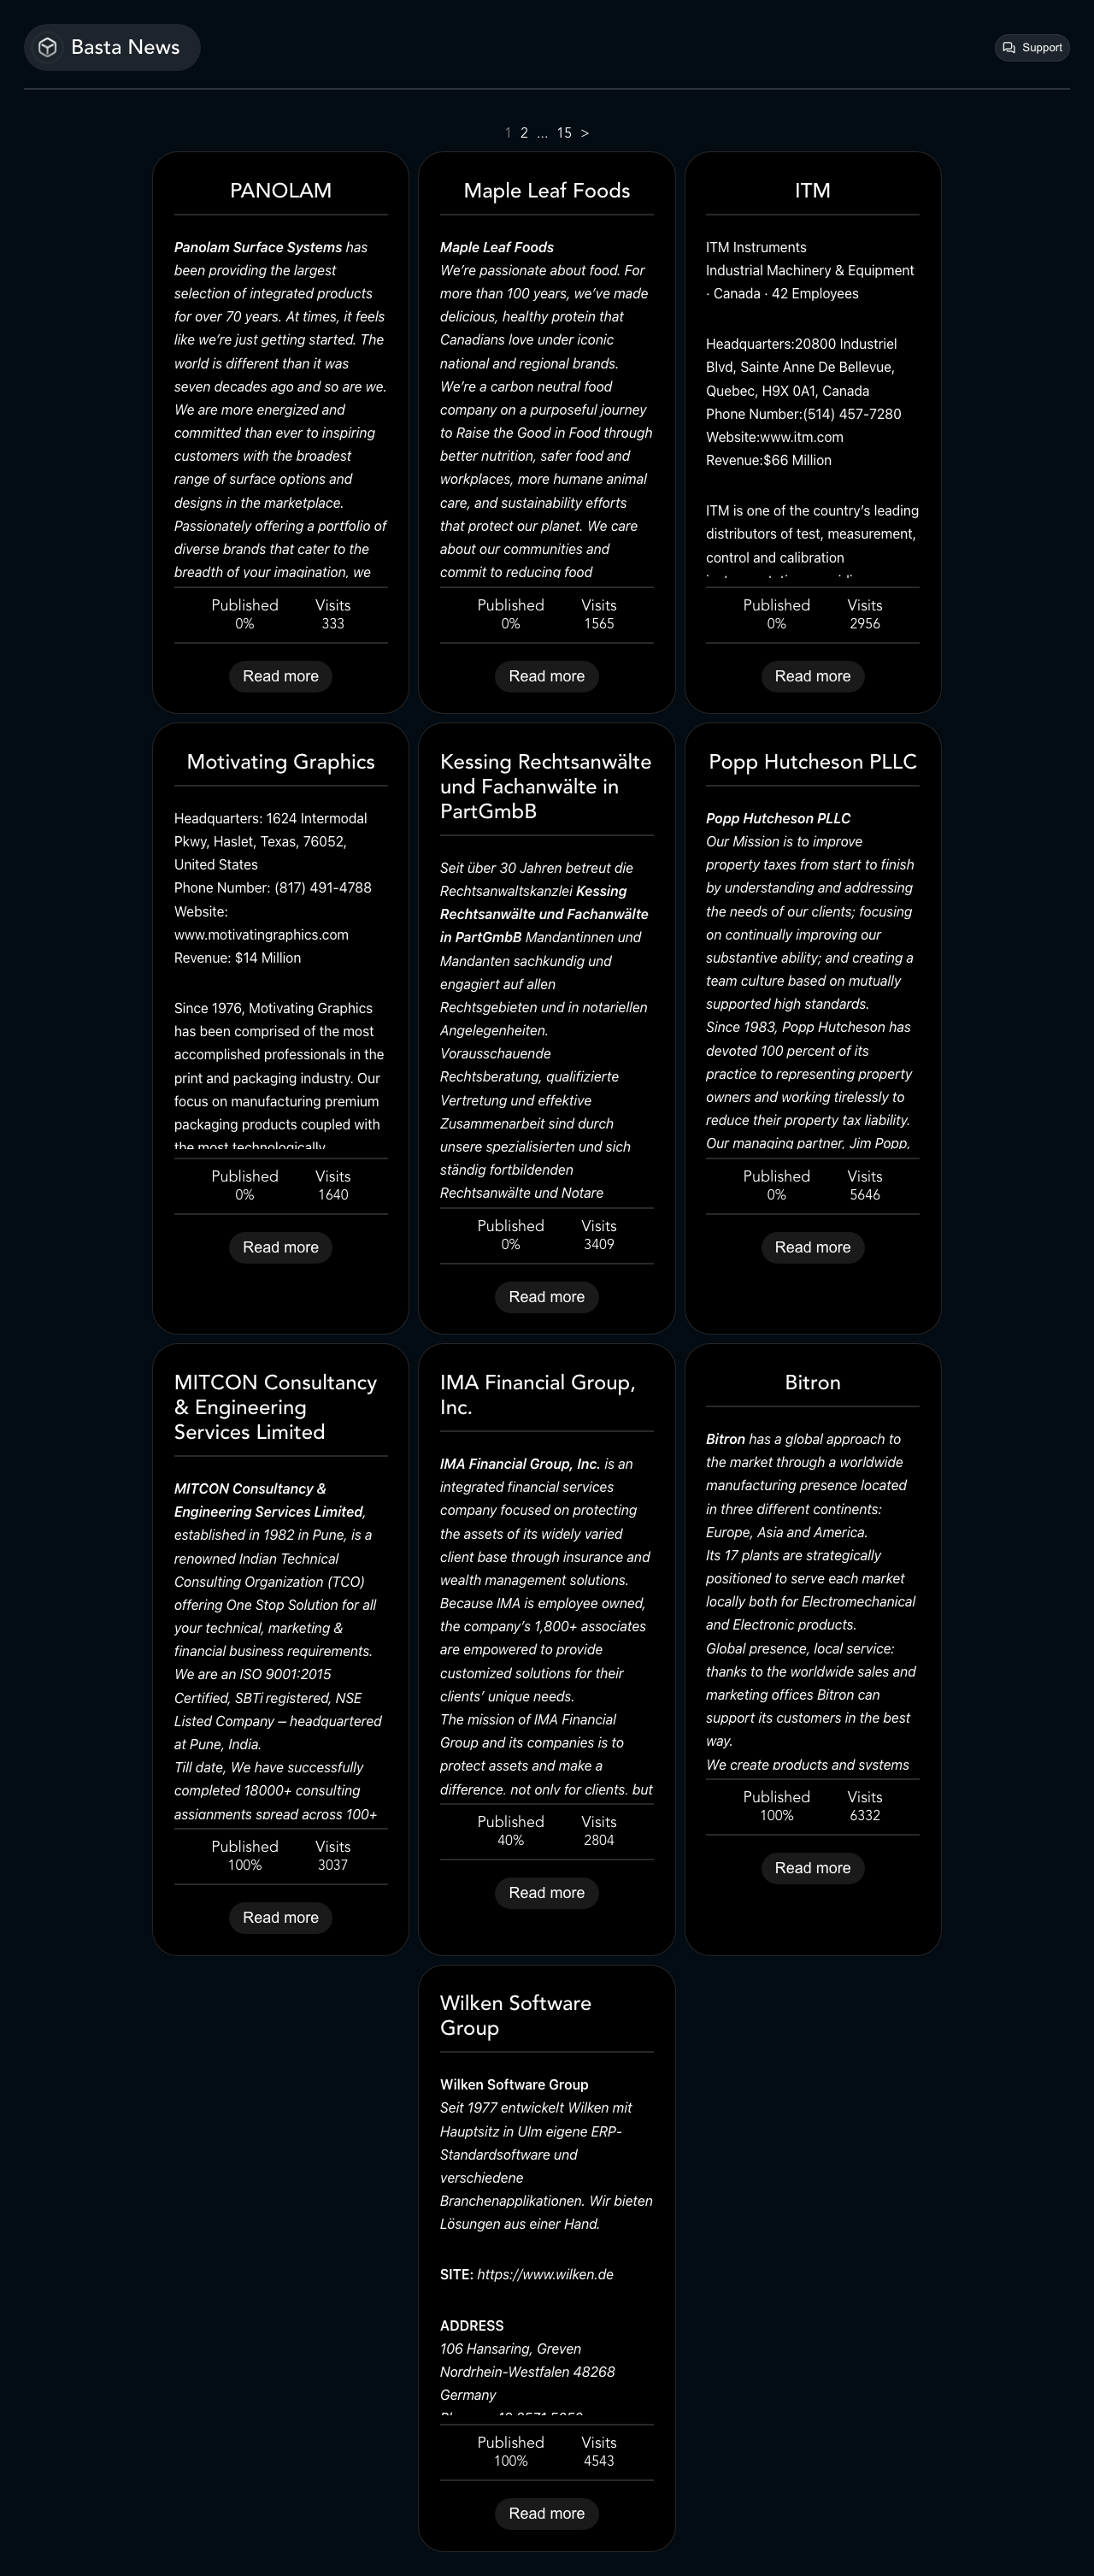 Basta News
Support
1 2 ... 15 >
PANOLAM
Panolam Surface Systems has
been providing the largest
selection of integrated products
for over 70 years. At times, it feels
like we’re just getting started. The
world is different than it was
seven decades ago and so are we.
We are more energized and
committed than ever to inspiring
customers with the broadest
range of surface options and
designs in the marketplace.
Passionately offering a portfolio of
diverse brands that cater to the
breadth of your imagination, we
Published Visits
0% 333
Read more
Maple Leaf Foods
Maple Leaf Foods
We’re passionate about food. For
more than 100 years, we’ve made
delicious, healthy protein that
Canadians love under iconic
national and regional brands.
We’re a carbon neutral food
company on a purposeful journey
to Raise the Good in Food through
better nutrition, safer food and
workplaces, more humane animal
care, and sustainability efforts
that protect our planet. We care
about our communities and
commit to reducing food
Published Visits
0% 1565
Read more
ITM
ITM Instruments
Industrial Machinery & Equipment
· Canada · 42 Employees
Headquarters:20800 Industriel
Blvd, Sainte Anne De Bellevue,
Quebec, H9X 0A1, Canada
Phone Number:(514) 457-7280
Website:www.itm.com
Revenue:$66 Million
ITM is one of the country’s leading
distributors of test, measurement,
control and calibration
Published Visits
0% 2956
Read more
Motivating Graphics
Headquarters: 1624 Intermodal
Pkwy, Haslet, Texas, 76052,
United States
Phone Number: (817) 491-4788
Website:
www.motivatingraphics.com
Revenue: $14 Million
Since 1976, Motivating Graphics
has been comprised of the most
accomplished professionals in the
print and packaging industry. Our
focus on manufacturing premium
packaging products coupled with
the most technologically
Published Visits
0% 1640
Read more
Kessing Rechtsanwälte
und Fachanwälte in
PartGmbB
Seit über 30 Jahren betreut die
Rechtsanwaltskanzlei Kessing
Rechtsanwälte und Fachanwälte
in PartGmbB Mandantinnen und
Mandanten sachkundig und
engagiert auf allen
Rechtsgebieten und in notariellen
Angelegenheiten.
Vorausschauende
Rechtsberatung, qualifizierte
Vertretung und effektive
Zusammenarbeit sind durch
unsere spezialisierten und sich
ständig fortbildenden
Rechtsanwälte und Notare
Published Visits
0% 3409
Read more
Popp Hutcheson PLLC
Popp Hutcheson PLLC
Our Mission is to improve
property taxes from start to finish
by understanding and addressing
the needs of our clients; focusing
on continually improving our
substantive ability; and creating a
team culture based on mutually
supported high standards.
Since 1983, Popp Hutcheson has
devoted 100 percent of its
practice to representing property
owners and working tirelessly to
reduce their property tax liability.
Our managing partner, Jim Popp,
Published Visits
0% 5646
Read more
MITCON Consultancy
& Engineering
Services Limited
MITCON Consultancy &
Engineering Services Limited,
established in 1982 in Pune, is a
renowned Indian Technical
Consulting Organization (TCO)
offering One Stop Solution for all
your technical, marketing &
financial business requirements.
We are an ISO 9001:2015
Certified, SBTi registered, NSE
Listed Company – headquartered
at Pune, India.
Till date, We have successfully
completed 18000+ consulting
assignments spread across 100+
Published Visits
100% 3037
Read more
IMA Financial Group,
Inc.
IMA Financial Group, Inc. is an
integrated financial services
company focused on protecting
the assets of its widely varied
client base through insurance and
wealth management solutions.
Because IMA is employee owned,
the company’s 1,800+ associates
are empowered to provide
customized solutions for their
clients’ unique needs.
The mission of IMA Financial
Group and its companies is to
protect assets and make a
difference, not only for clients, but
Published Visits
40% 2804
Read more
Bitron
Bitron has a global approach to
the market through a worldwide
manufacturing presence located
in three different continents:
Europe, Asia and America.
Its 17 plants are strategically
positioned to serve each market
locally both for Electromechanical
and Electronic products.
Global presence, local service:
thanks to the worldwide sales and
marketing offices Bitron can
support its customers in the best
way.
We create products and systems
Published Visits
100% 6332
Read more
Wilken Software
Group
Wilken Software Group
Seit 1977 entwickelt Wilken mit
Hauptsitz in Ulm eigene ERP-
Standardsoftware und
verschiedene
Branchenapplikationen. Wir bieten
Lösungen aus einer Hand.
SITE: https://www.wilken.de
ADDRESS
106 Hansaring, Greven
Nordrhein-Westfalen 48268
Germany
Published Visits
100% 4543
Read more